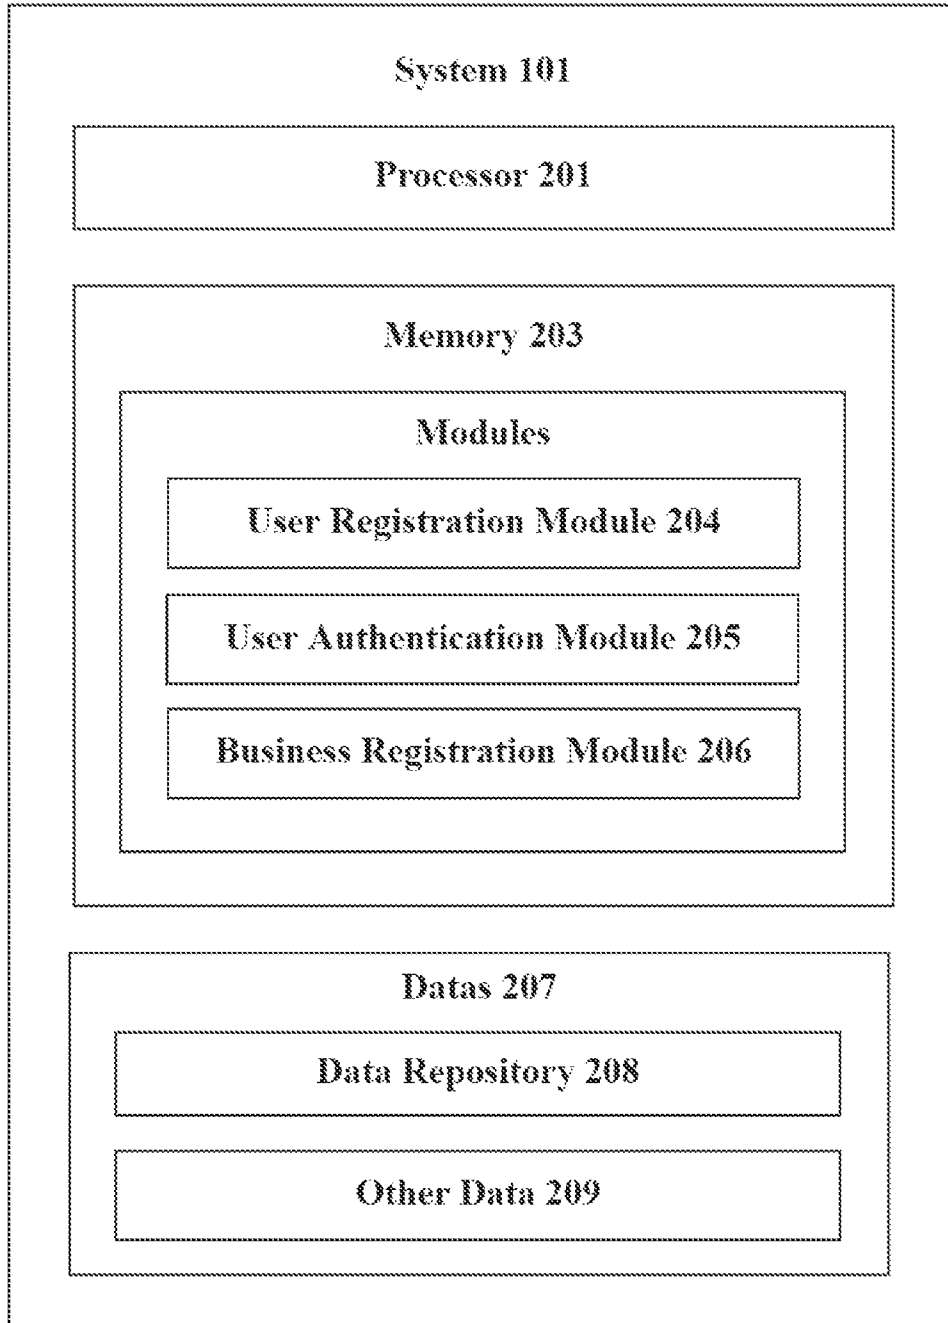 System 101
Processor 201
Memory 203
Modules
User Registration Module 204
User Authentication Module 205
Business Registration Module 206
Datas 207
Data Repository 208
Other Data 209